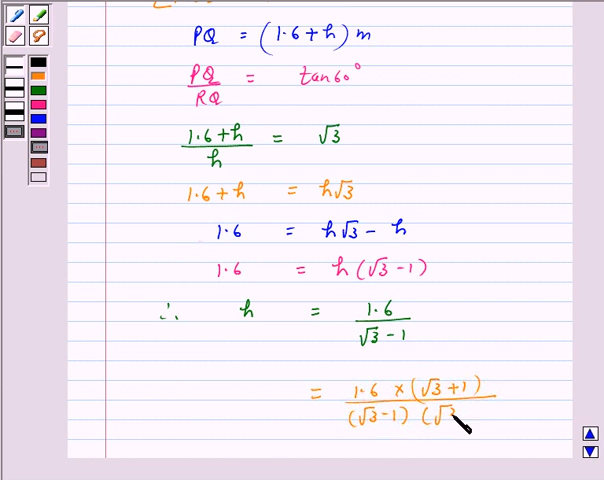 PQ = (1.6 + h) m
PQ/RQ = tan 60°
(1.6 + h)/h = √3
1.6 + h = h√3
1.6 = h√3 - h
1.6 = h(√3 - 1)
∴ h = 1.6/(√3 - 1)
= (1.6 × (√3 + 1))/((√3 - 1) (√3